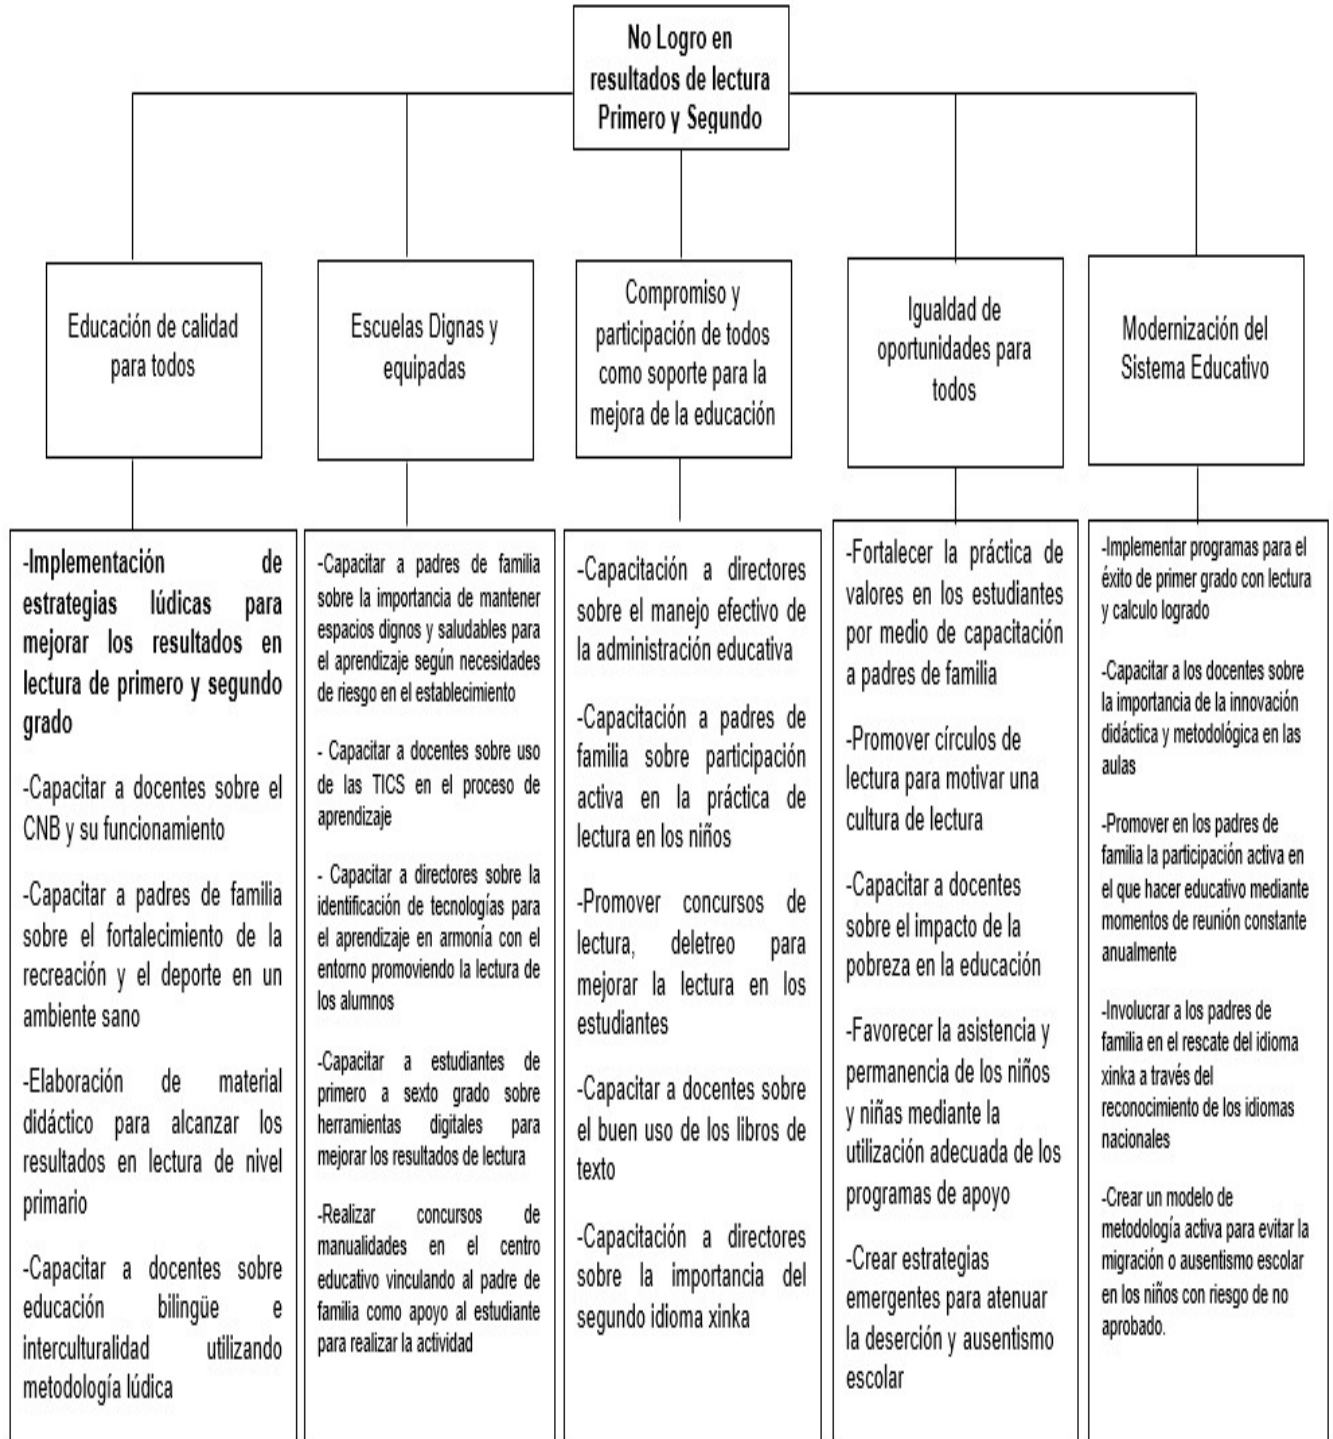 No Logro en
resultados de lectura
Primero y Segundo
Educación de calidad
para todos
Escuelas Dignas y
equipadas
Compromiso y
participación de todos
como soporte para la
mejora de la educación
Igualdad de
oportunidades para
todos
Modernización del
Sistema Educativo
-Implementación de
estrategias lúdicas para
mejorar los resultados en
lectura de primero y segundo
grado
-Capacitar a docentes sobre el
CNB y su funcionamiento
-Capacitar a padres de familia
sobre el fortalecimiento de la
recreación y el deporte en un
ambiente sano
-Elaboración de material
didáctico para alcanzar los
resultados en lectura de nivel
primario
-Capacitar a docentes sobre
educación bilingüe e
interculturalidad utilizando
metodología lúdica
-Capacitar a padres de familia
sobre la importancia de mantener
espacios dignos y saludables para
el aprendizaje según necesidades
de riesgo en el establecimiento
- Capacitar a docentes sobre uso
de las TICS en el proceso de
aprendizaje
- Capacitar a directores sobre la
identificación de tecnologías para
el aprendizaje en armonía con el
entorno promoviendo la lectura de
los alumnos
-Capacitar a estudiantes de
primero a sexto grado sobre
herramientas digitales para
mejorar los resultados de lectura
-Realizar concursos de
manualidades en el centro
educativo vinculando al padre de
familia como apoyo al estudiante
para realizar la actividad
-Capacitación a directores
sobre el manejo efectivo de
la administración educativa
-Capacitación a padres de
familia sobre participación
activa en la práctica de
lectura en los niños
-Promover concursos de
lectura, deletreo para
mejorar la lectura en los
estudiantes
-Capacitar a docentes sobre
el buen uso de los libros de
texto
-Capacitación a directores
sobre la importancia del
segundo idioma xinka
-Fortalecer la práctica de
valores en los estudiantes
por medio de capacitación
a padres de familia
-Promover círculos de
lectura para motivar una
cultura de lectura
-Capacitar a docentes
sobre el impacto de la
pobreza en la educación
-Favorecer la asistencia y
permanencia de los niños
y niñas mediante la
utilización adecuada de los
programas de apoyo
-Crear estrategias
emergentes para atenuar
la deserción y ausentismo
escolar
-Implementar programas para el
éxito de primer grado con lectura
y calculo logrado
-Capacitar a los docentes sobre
la importancia de la innovación
didáctica y metodológica en las
aulas
-Promover en los padres de
familia la participación activa en
el que hacer educativo mediante
momentos de reunión constante
anualmente
-Involucrar a los padres de
familia en el rescate del idioma
xinka a través del
reconocimiento de los idiomas
nacionales
-Crear un modelo de
metodología activa para evitar la
migración o ausentismo escolar
en los niños con riesgo de no
aprobado.